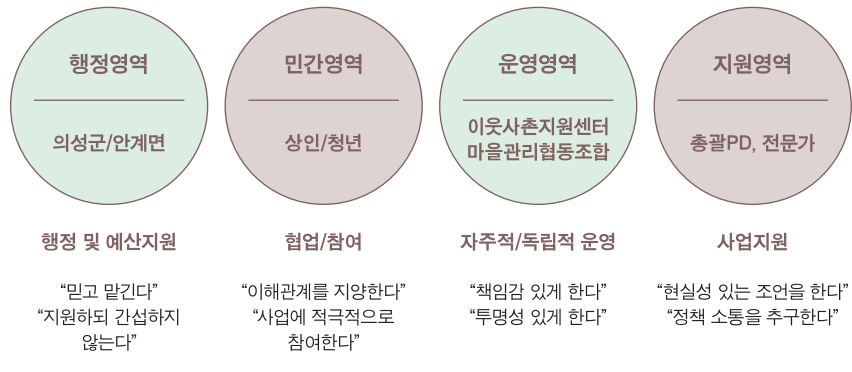 행정영역
의성군/안계면
행정 및 예산지원
“믿고 맡긴다”
“지원하되 간섭하지
않는다”
민간영역
상인/청년
협업/참여
“이해관계를 지양한다”
“사업에 적극적으로
참여한다”
운영영역
이웃사촌지원센터
마을관리협동조합
자주적/독립적 운영
“책임감 있게 한다”
“투명성 있게 한다”
지원영역
총괄PD, 전문가
사업지원
“현실성 있는 조언을 한다”
“정책 소통을 추구한다”